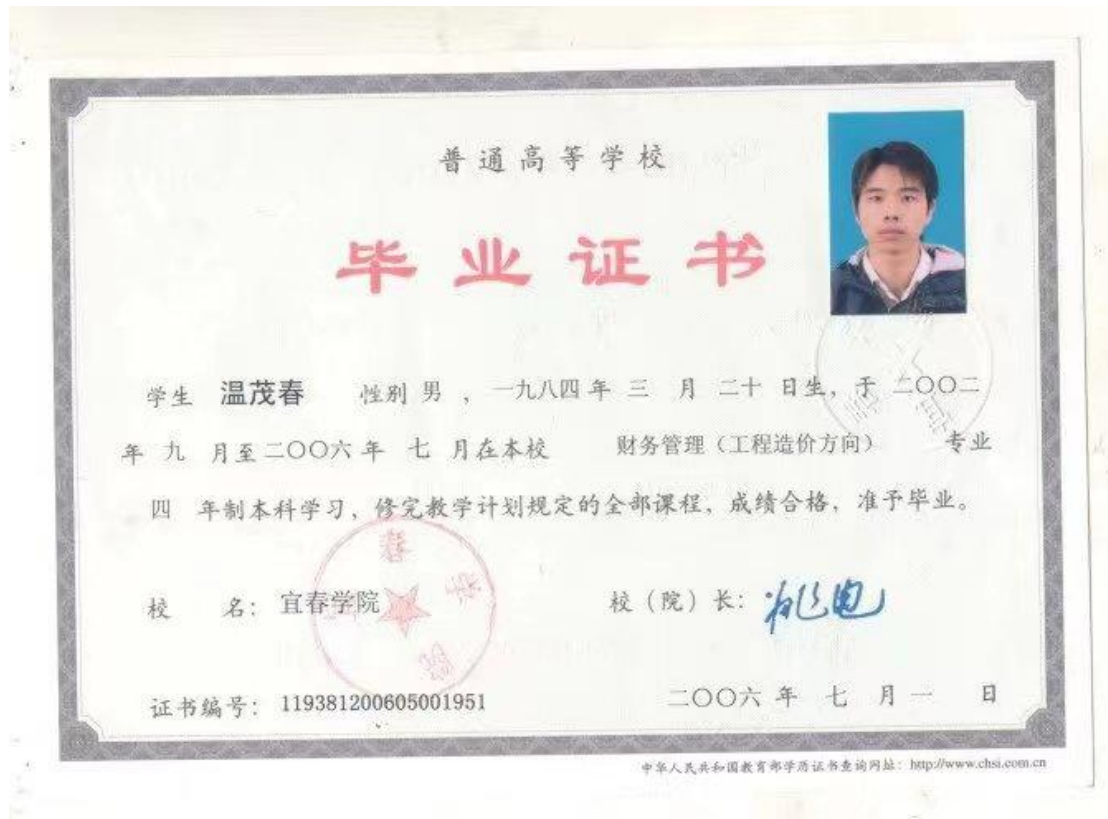 普通高等学校
毕业证书
学生 温茂春 性别 男 ，一九八四 年 三 月 二十 日生，于 二〇〇二
年 九 月至 二〇〇六 年 七 月在本校 财务管理（工程造价方向） 专业
四 年制本科学习，修完教学计划规定的全部课程，成绩合格，准予毕业。
校 名： 宜春学院 校（院）长：
春 学 院
证书编号： 119381200605001951 二〇〇六 年 七 月 一 日
中华人民共和国教育部学历证书查询网址：http://www.chsi.com.cn